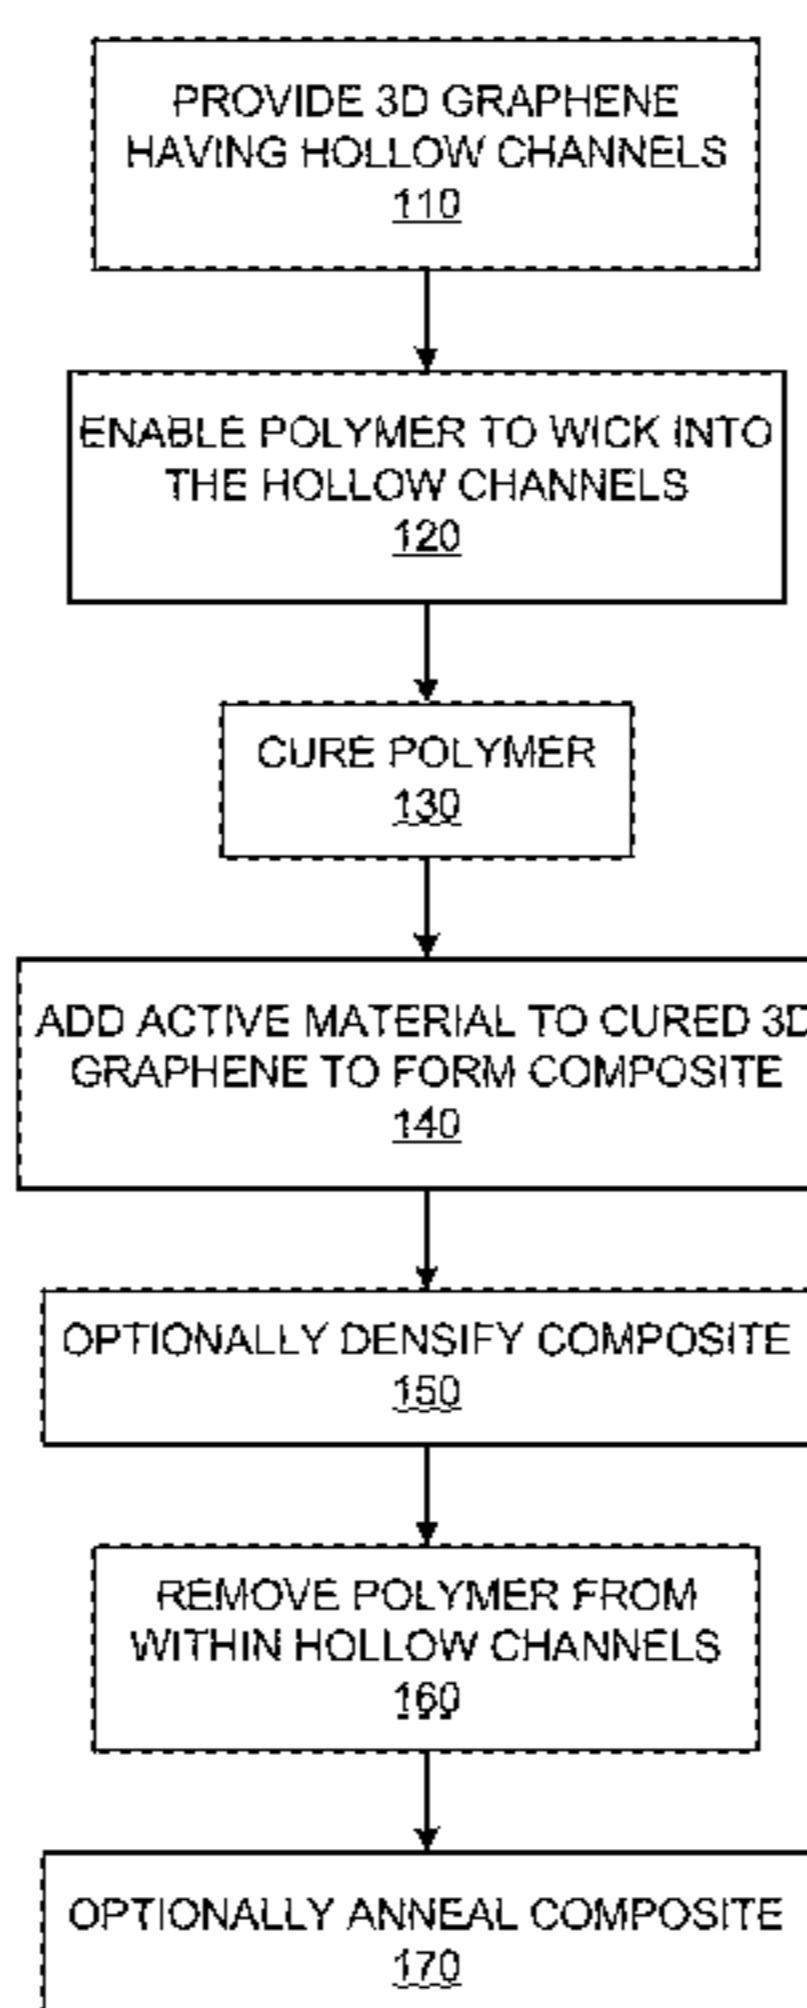 PROVIDE 3D GRAPHENE
HAVING HOLLOW CHANNELS
110
ENABLE POLYMER TO WICK INTO
THE HOLLOW CHANNELS
120
CURE POLYMER
130
ADD ACTIVE MATERIAL TO CURED 3D
GRAPHENE TO FORM COMPOSITE
140
OPTIONALLY DENSIFY COMPOSITE
150
REMOVE POLYMER FROM
WITHIN HOLLOW CHANNELS
160
OPTIONALLY ANNEAL COMPOSITE
170